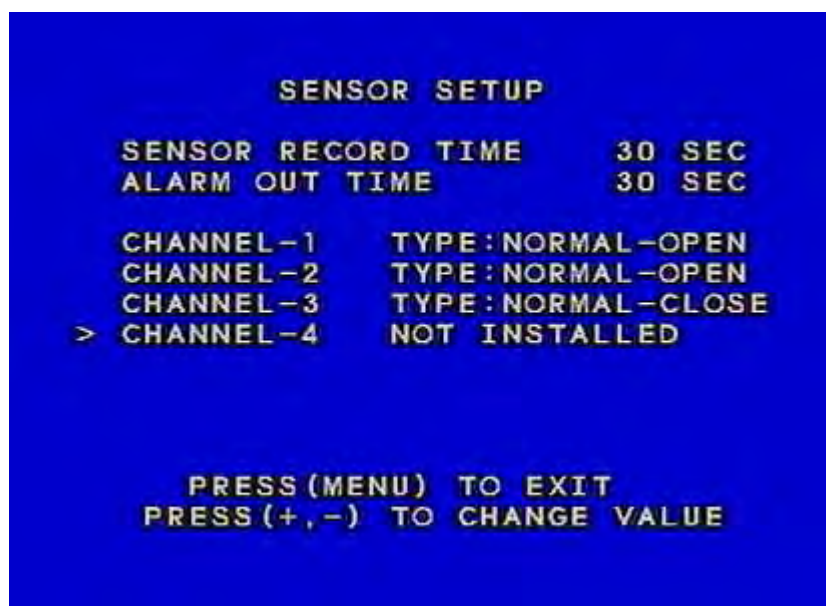 SENSOR SETUP
SENSOR RECORD TIME 30 SEC
ALARM OUT TIME 30 SEC
CHANNEL-1 TYPE:NORMAL-OPEN
CHANNEL-2 TYPE:NORMAL-OPEN
CHANNEL-3 TYPE:NORMAL-CLOSE
> CHANNEL-4 NOT INSTALLED
PRESS(MENU) TO EXIT
PRESS(+,-) TO CHANGE VALUE